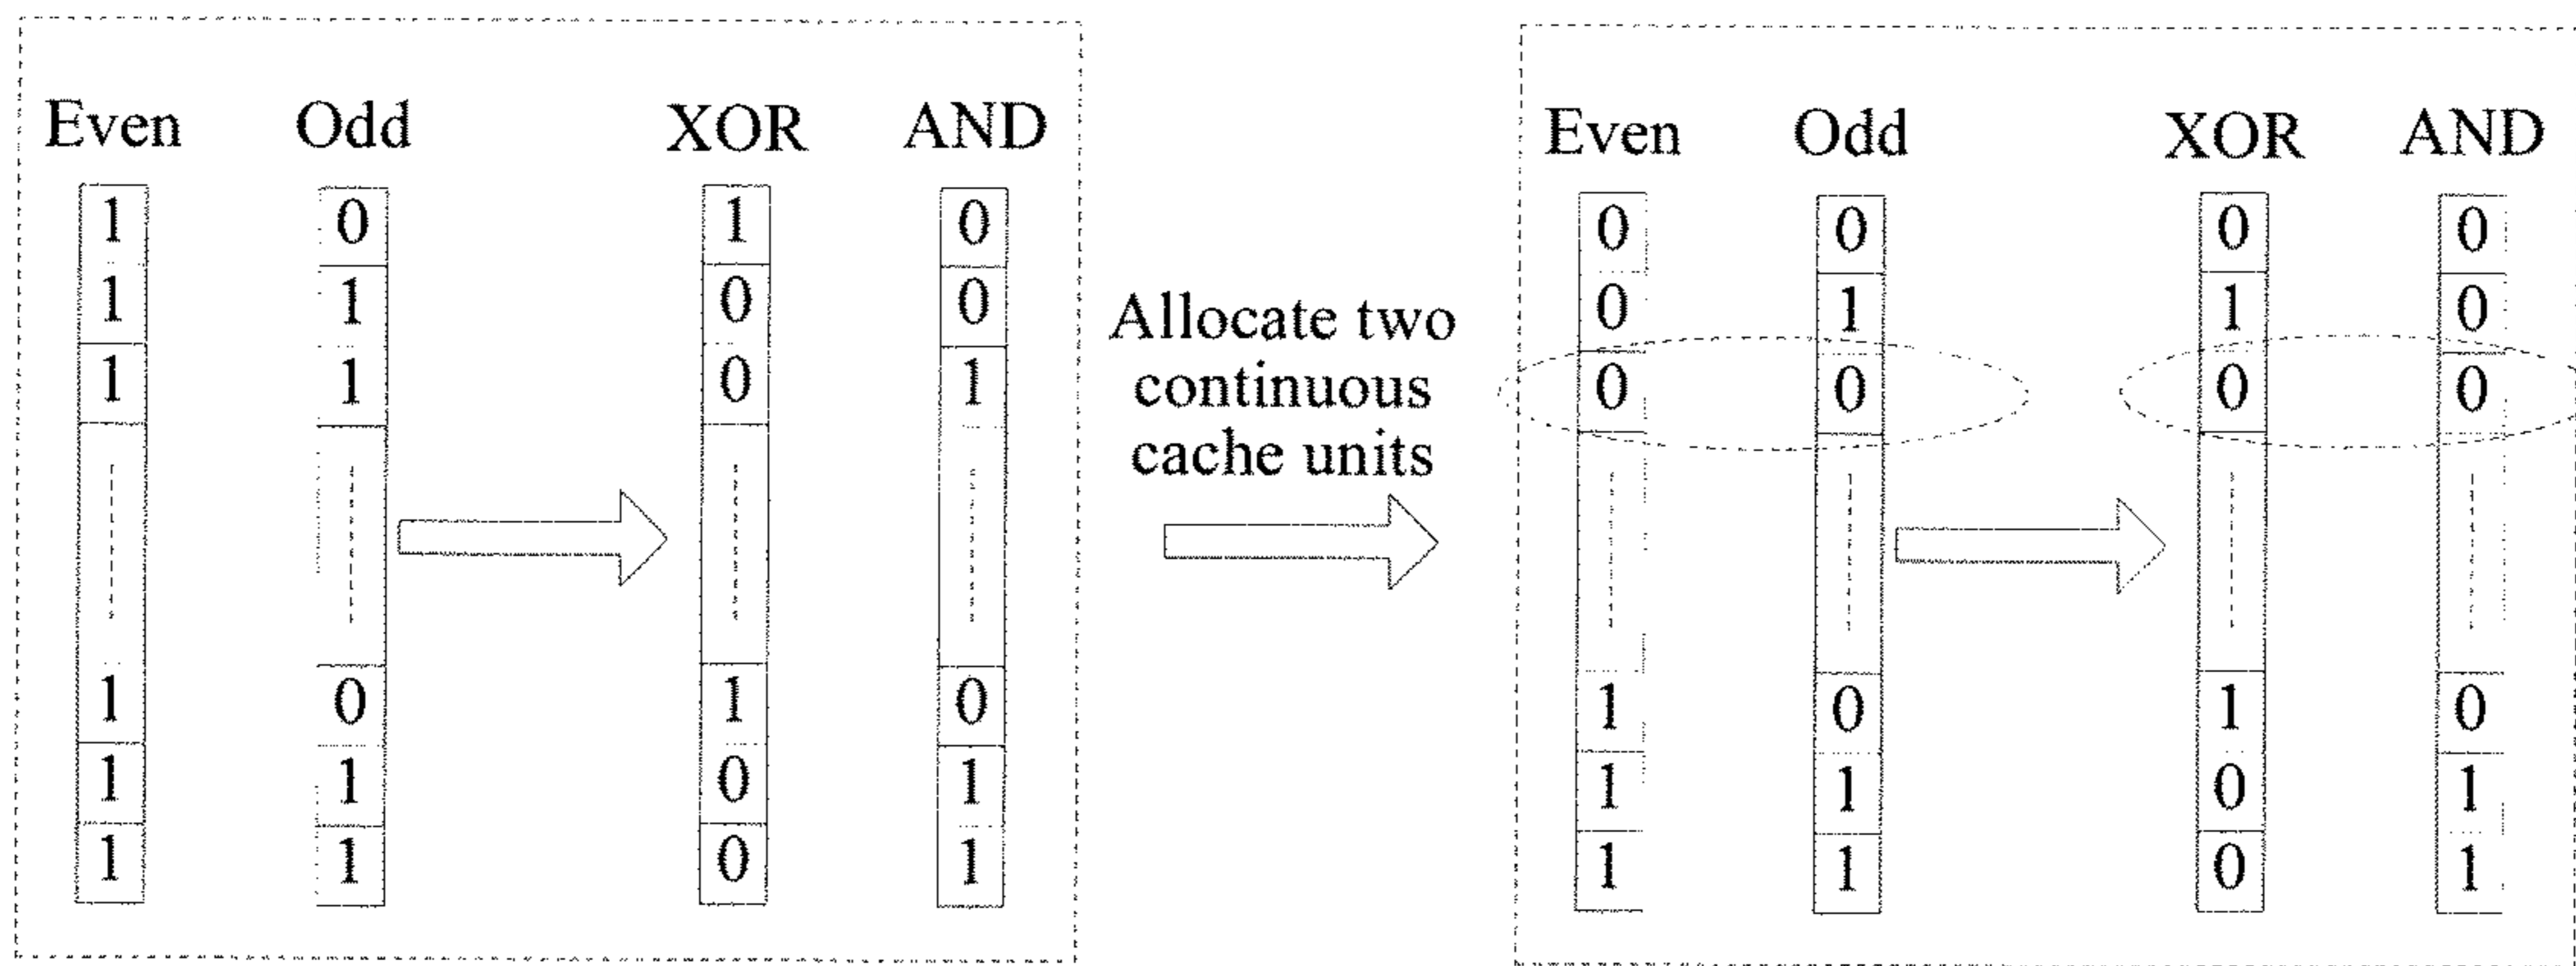 Even Odd XOR AND
1 0 1 0
1 1 0 0
1 1 0 1
1 0 1 0
1 1 0 1
1 1 0 1
Allocate two
continuous
cache units
Even Odd XOR AND
0 0 0 0
0 1 1 0
0 0 0 0
1 0 1 0
1 1 0 1
1 1 0 1